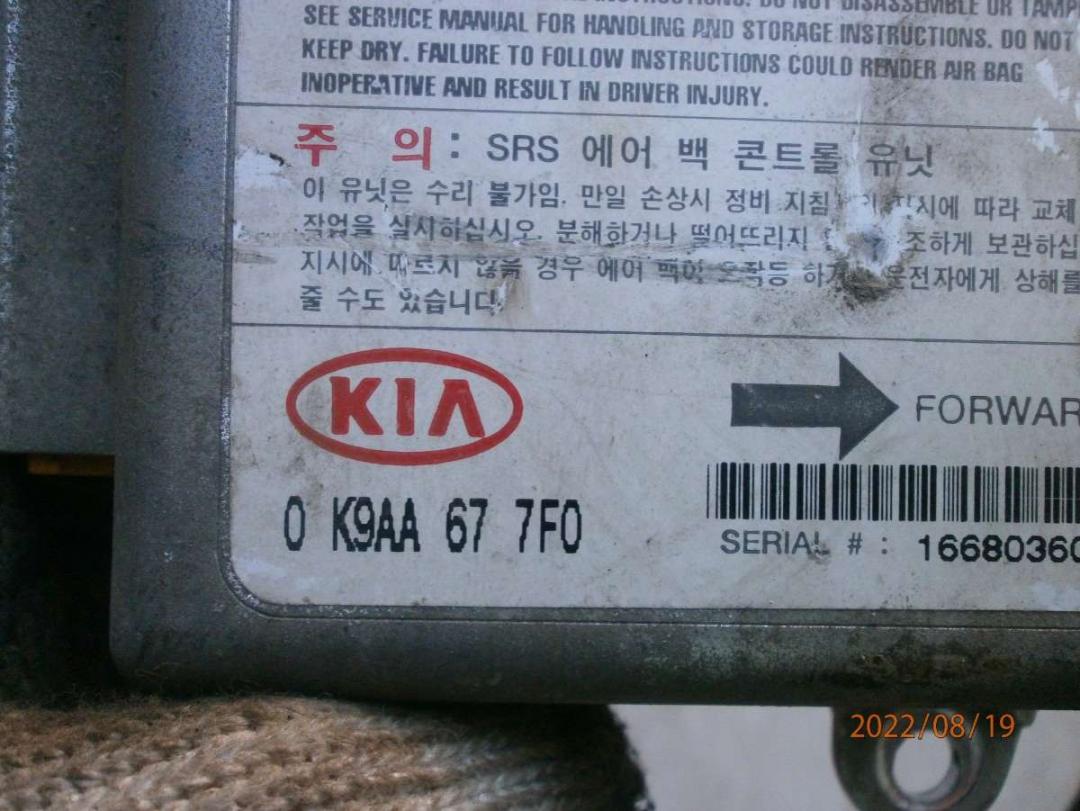 INSTRUCTIONS. DO NOT DISASSEMBLE OR TAMP
SEE SERVICE MANUAL FOR HANDLING AND STORAGE INSTRUCTIONS. DO NOT
KEEP DRY. FAILURE TO FOLLOW INSTRUCTIONS COULD RENDER AIR BAG
INOPERATIVE AND RESULT IN DRIVER INJURY.
주 의: SRS 에어 백 콘트롤 유닛
이 유닛은 수리 불가임. 만일 손상시 정비 지침 지시에 따라 교체
작업을 실시하십시오. 분해하거나 떨어뜨리지 조하게 보관하십
지시에 따르지 않을 경우 에어 백이 오작동 운전자에게 상해를
줄 수도 있습니다.
KIA
FORWAR
0 K9AA 67 7F0
SERIAL # : 16680360
2022/08/19